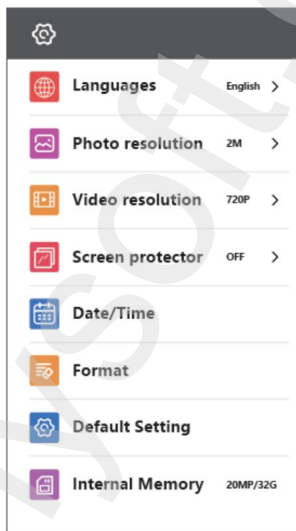 Languages English >
Photo resolution 2M >
Video resolution 720P >
Screen protector OFF >
Date/Time
Format
Default Setting
Internal Memory 20MP/32G